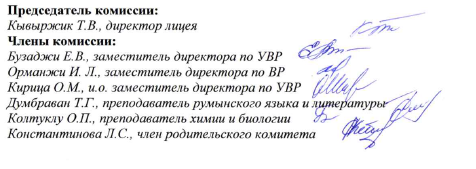 Председатель комиссии:
Кывыржик Т.В., директор лицея
Члены комиссии:
Бузаджи Е.В., заместитель директора по УВР
Орманжи И. Л., заместитель директора по ВР
Кирица О.М., и.о. заместитель директора по УВР
Думбраван Т.Г., преподаватель румынского языка и литературы
Колтуклу О.П., преподаватель химии и биологии
Константинова Л.С., член родительского комитета